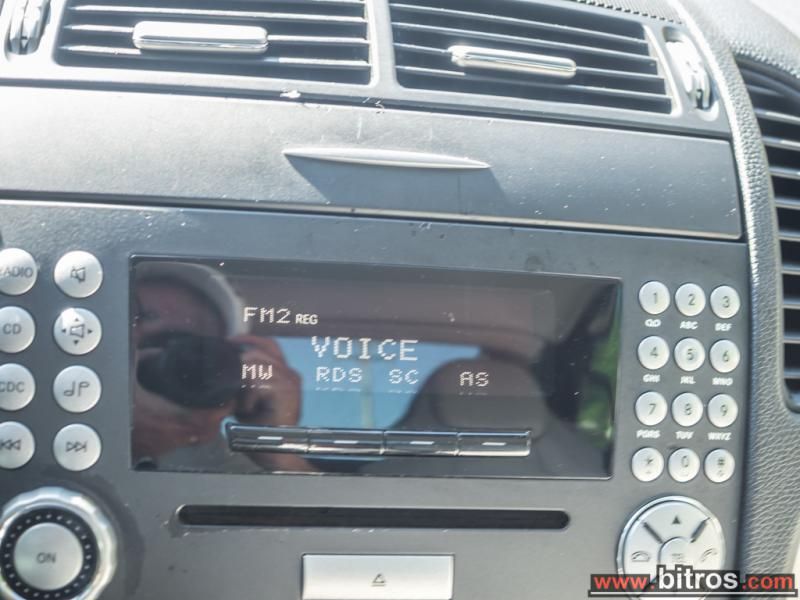 FM2 REG
VOICE
MW RDS SC AS
RADIO
CD
CDC
ON
1 2 3
ABC DEF
4 5 6
GHI JKL MNO
7 8 9
PQRS TUV WXYZ
* 0 #
TEL
www.bitros.com